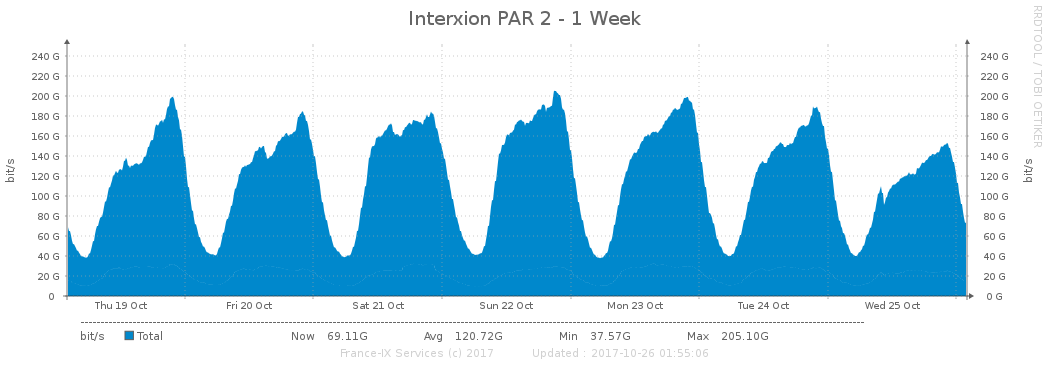 Interxion PAR 2 - 1 Week
RRDTOOL / TOBI OETIKER
240 G 240 G
220 G 220 G
200 G 200 G
180 G 180 G
160 G 160 G
140 G 140 G
120 G 120 G
100 G 100 G
80 G 80 G
60 G 60 G
40 G 40 G
20 G 20 G
0 0 G
bit/s bit/s
Thu 19 Oct Fri 20 Oct Sat 21 Oct Sun 22 Oct Mon 23 Oct Tue 24 Oct Wed 25 Oct
bit/s Total Now 69.11G Avg 120.72G Min 37.57G Max 205.10G
France-IX Services (c) 2017 Updated : 2017-10-26 01:55:06